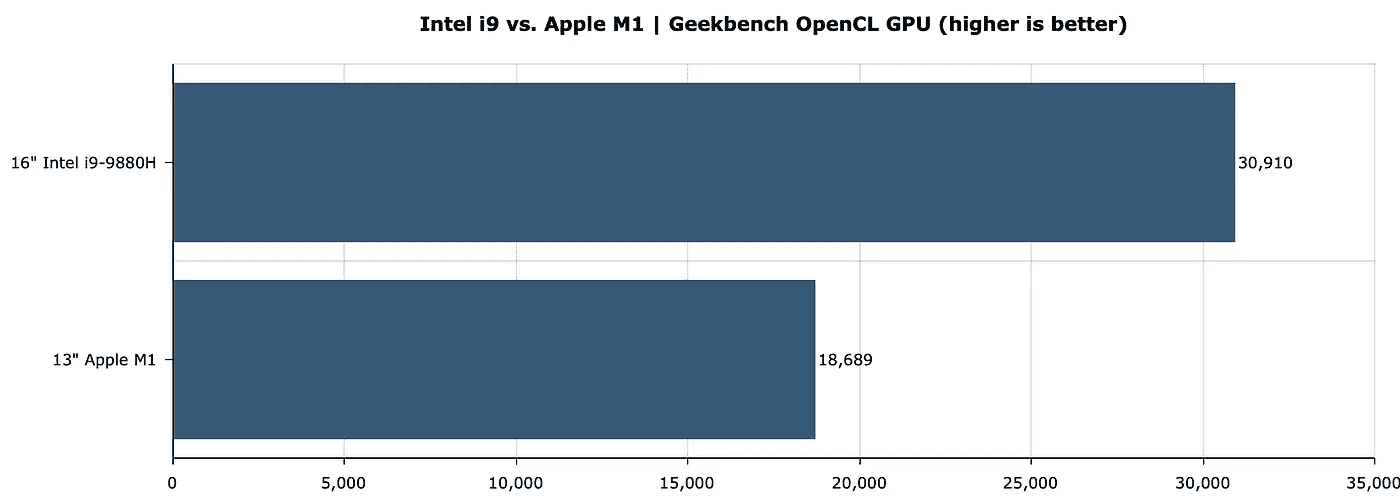 Intel i9 vs. Apple M1 | Geekbench OpenCL GPU (higher is better)
16" Intel i9-9880H
30,910
13" Apple M1
18,689
0 5,000 10,000 15,000 20,000 25,000 30,000 35,000